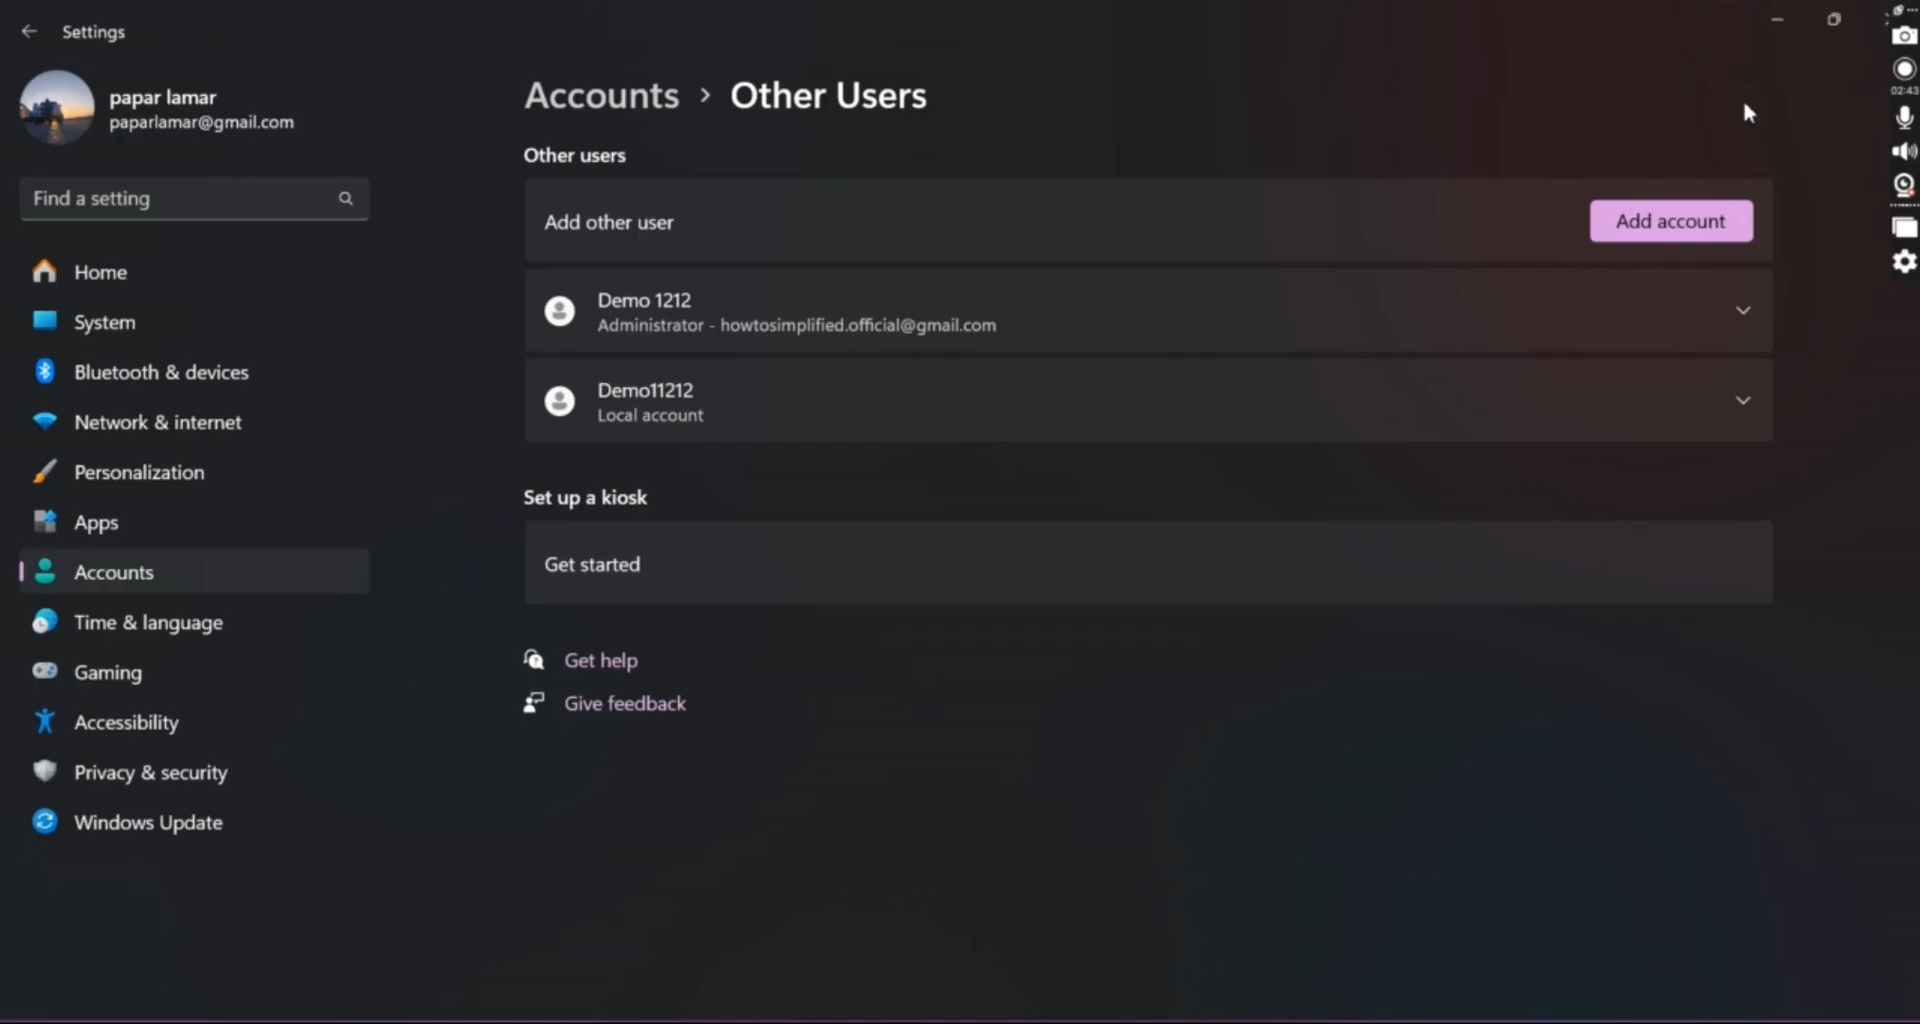 Settings
papar lamar
paparlamar@gmail.com
Find a setting
Home
System
Bluetooth & devices
Network & internet
Personalization
Apps
Accounts
Time & language
Gaming
Accessibility
Privacy & security
Windows Update
Accounts > Other Users
Other users
Add other user
Add account
Demo 1212
Administrator - howtosimplified.official@gmail.com
Demo11212
Local account
Set up a kiosk
Get started
Get help
Give feedback
02:43